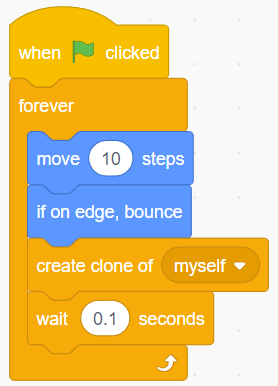 when clicked
forever
move 10 steps
if on edge, bounce
create clone of myself
wait 0.1 seconds